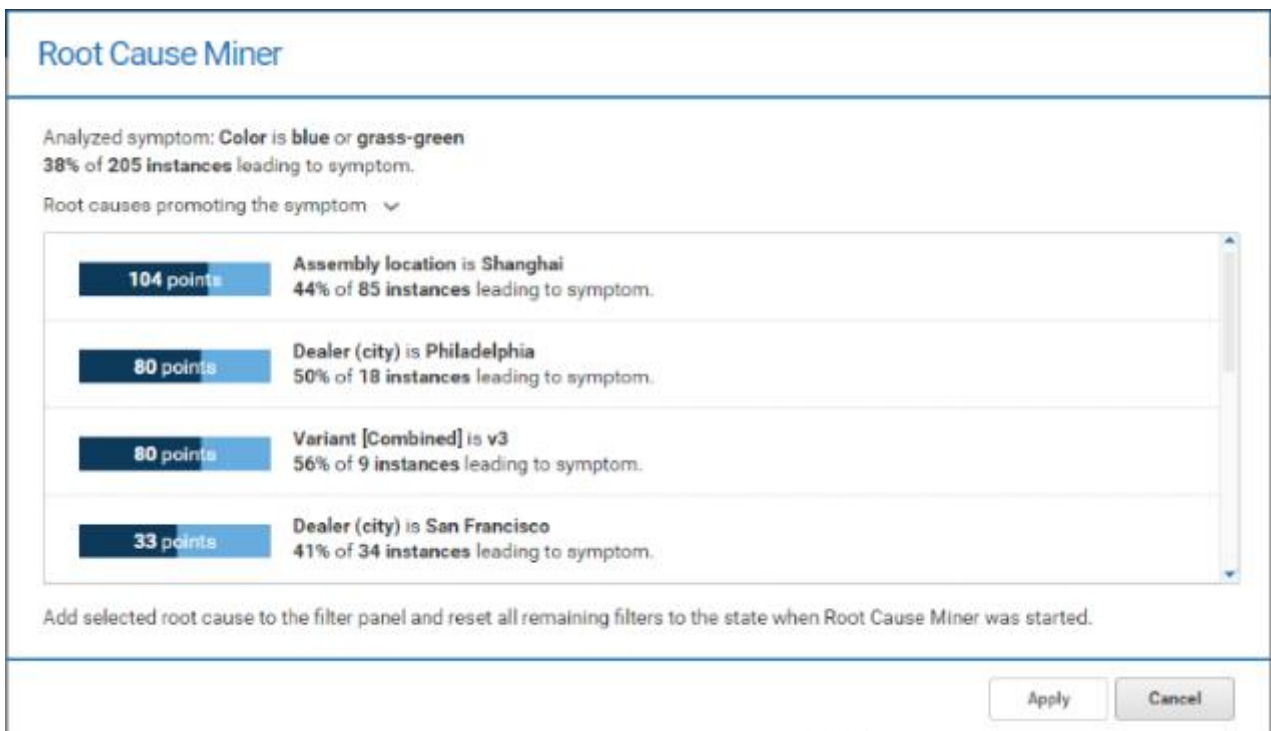 Root Cause Miner
Analyzed symptom: Color is blue or grass-green
38% of 205 instances leading to symptom.
Root causes promoting the symptom
104 points
Assembly location is Shanghai
44% of 85 instances leading to symptom.
80 points
Dealer (city) is Philadelphia
50% of 18 instances leading to symptom.
80 points
Variant [Combined] is v3
56% of 9 instances leading to symptom.
33 points
Dealer (city) is San Francisco
41% of 34 instances leading to symptom.
Add selected root cause to the filter panel and reset all remaining filters to the state when Root Cause Miner was started.
Apply
Cancel